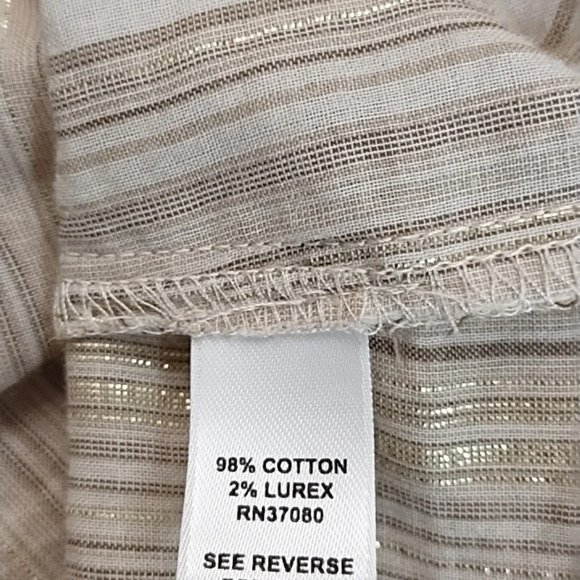 98% COTTON
2% LUREX
RN37080
SEE REVERSE